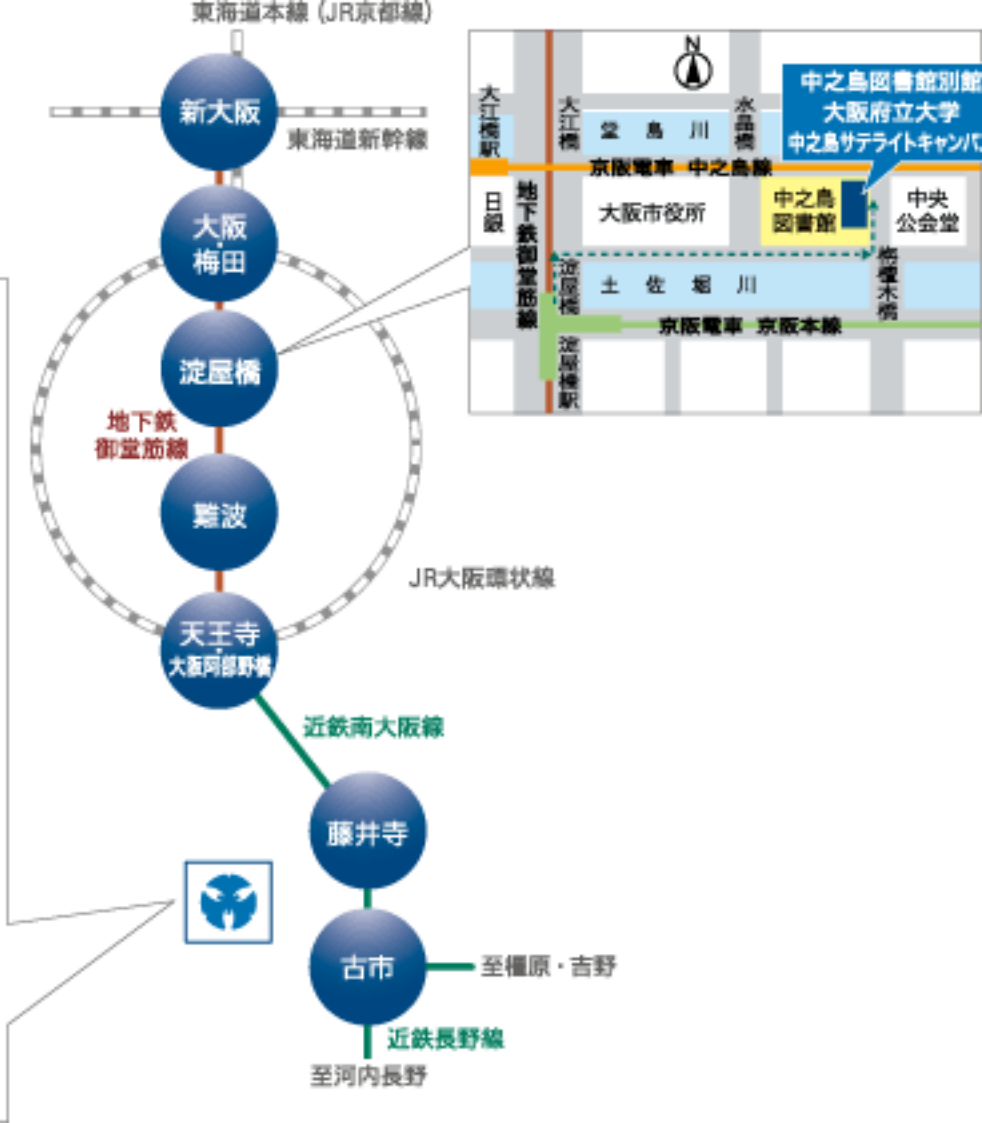 東海道本線 (JR京都線)
新大阪
東海道新幹線
大阪
・
梅田
淀屋橋
地下鉄
御堂筋線
難波
JR大阪環状線
天王寺
・
大阪阿部野橋
近鉄南大阪線
藤井寺
古市
至橿原・吉野
近鉄長野線
至河内長野
N
中之島図書館別館
大阪府立大学
中之島サテライトキャンパス
大江橋駅
大江橋
堂島川
水晶橋
京阪電車 中之島線
日銀
地下鉄御堂筋線
大阪市役所
中之島
図書館
中央
公会堂
淀屋橋
土佐堀川
栴檀木橋
京阪電車 京阪本線
淀屋橋駅